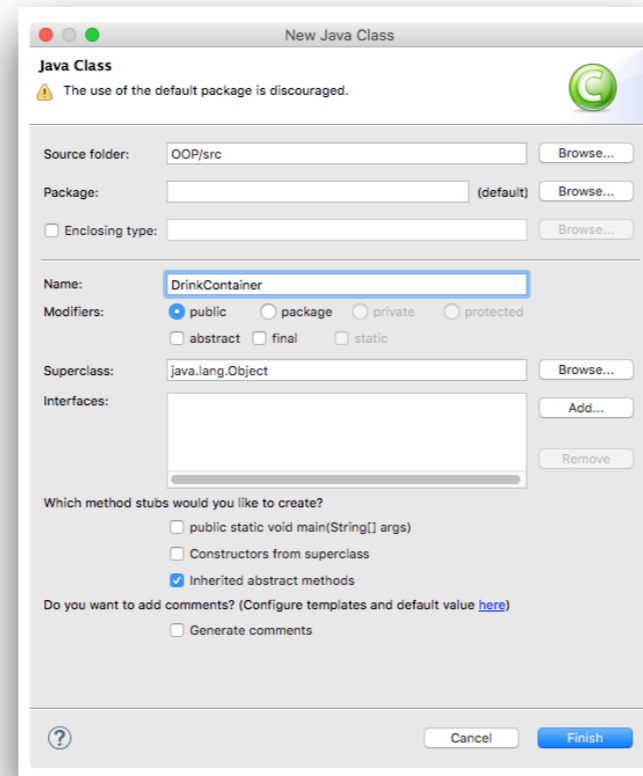 New Java Class
Java Class
The use of the default package is discouraged.
C
Source folder: OOP/src Browse...
Package: (default) Browse...
Enclosing type: Browse...
Name: DrinkContainer
Modifiers: public package private protected
abstract final static
Superclass: java.lang.Object Browse...
Interfaces: Add...
Remove
Which method stubs would you like to create?
public static void main(String[] args)
Constructors from superclass
Inherited abstract methods
Do you want to add comments? (Configure templates and default value here)
Generate comments
? Cancel Finish